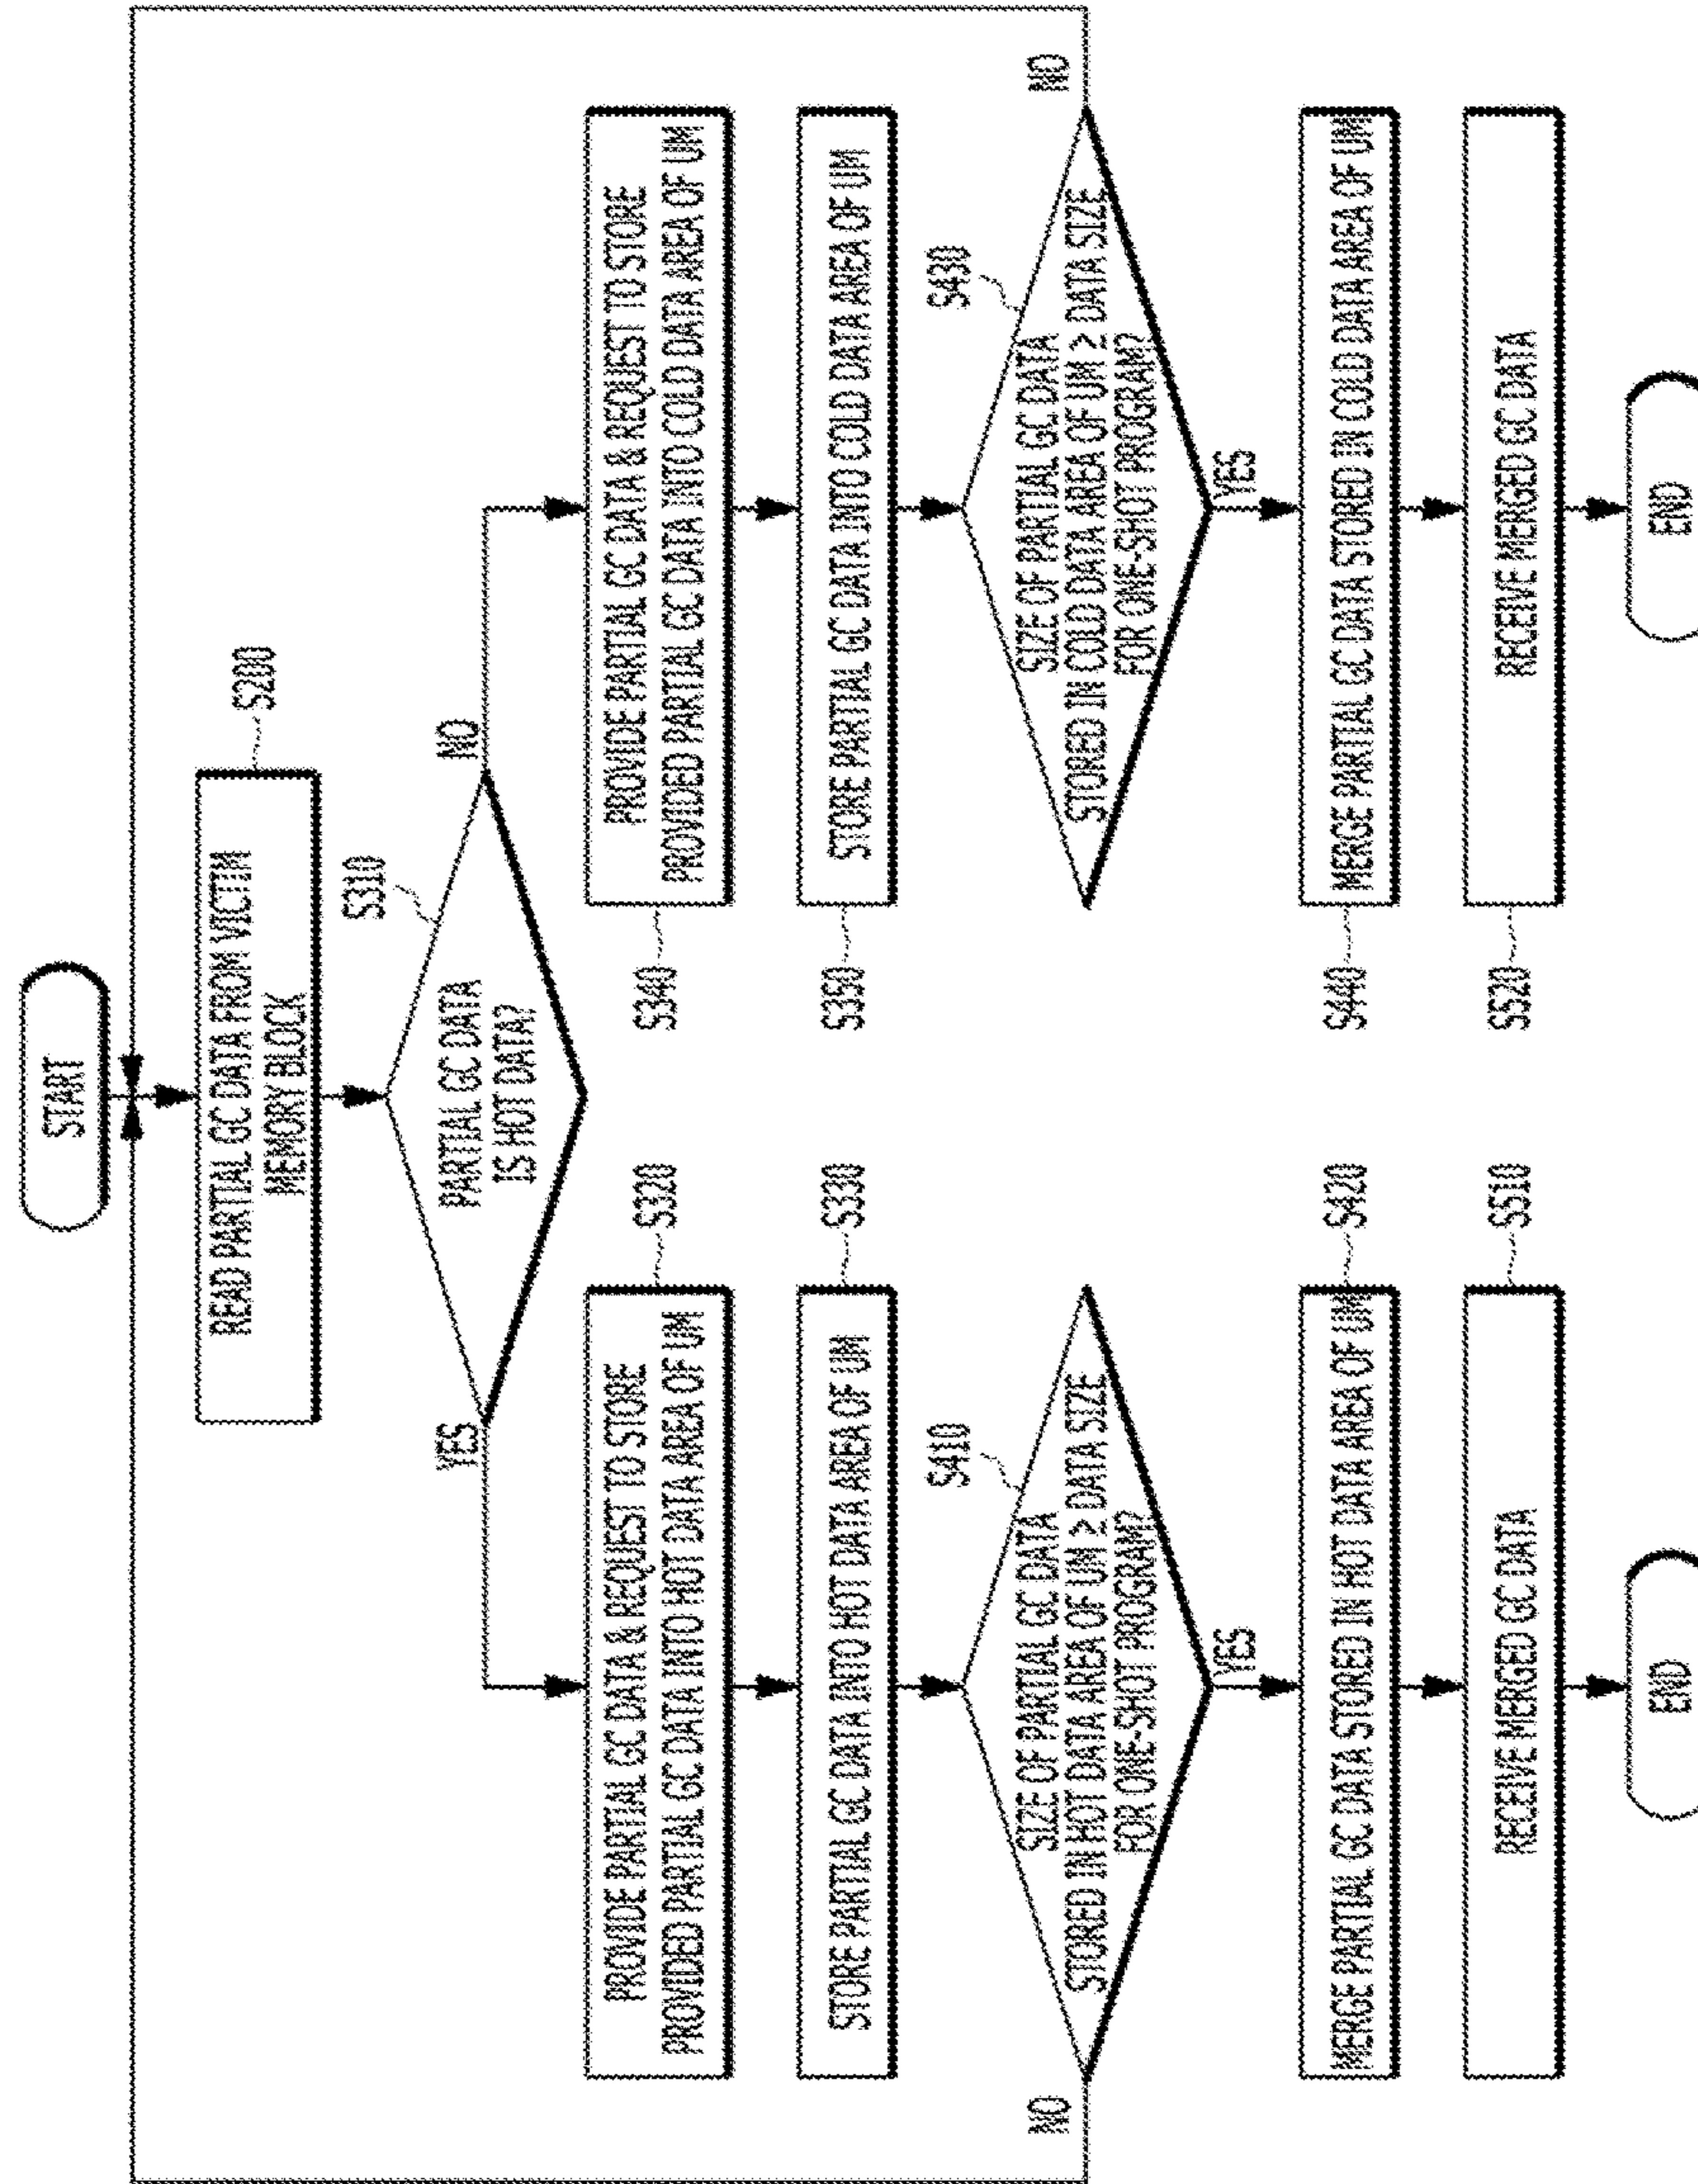 START
READ PARTIAL GC DATA FROM VICTIM
MEMORY BLOCK
S200
PARTIAL GC DATA
IS HOT DATA?
S310
YES
NO
PROVIDE PARTIAL GC DATA & REQUEST TO STORE
PROVIDED PARTIAL GC DATA INTO HOT DATA AREA OF UM
S320
STORE PARTIAL GC DATA INTO HOT DATA AREA OF UM
S330
SIZE OF PARTIAL GC DATA
STORED IN HOT DATA AREA OF UM ≥ DATA SIZE
FOR ONE-SHOT PROGRAM?
S410
NO
YES
MERGE PARTIAL GC DATA STORED IN HOT DATA AREA OF UM
S420
RECEIVE MERGED GC DATA
S510
END
PROVIDE PARTIAL GC DATA & REQUEST TO STORE
PROVIDED PARTIAL GC DATA INTO COLD DATA AREA OF UM
S340
STORE PARTIAL GC DATA INTO COLD DATA AREA OF UM
S350
SIZE OF PARTIAL GC DATA
STORED IN COLD DATA AREA OF UM ≥ DATA SIZE
FOR ONE-SHOT PROGRAM?
S430
NO
YES
MERGE PARTIAL GC DATA STORED IN COLD DATA AREA OF UM
S440
RECEIVE MERGED GC DATA
S520
END